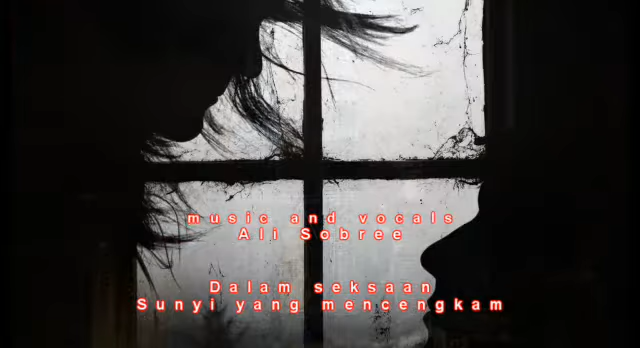 music and vocals
Ali Sobree
Dalam seksaan
Sunyi yang mencengkam